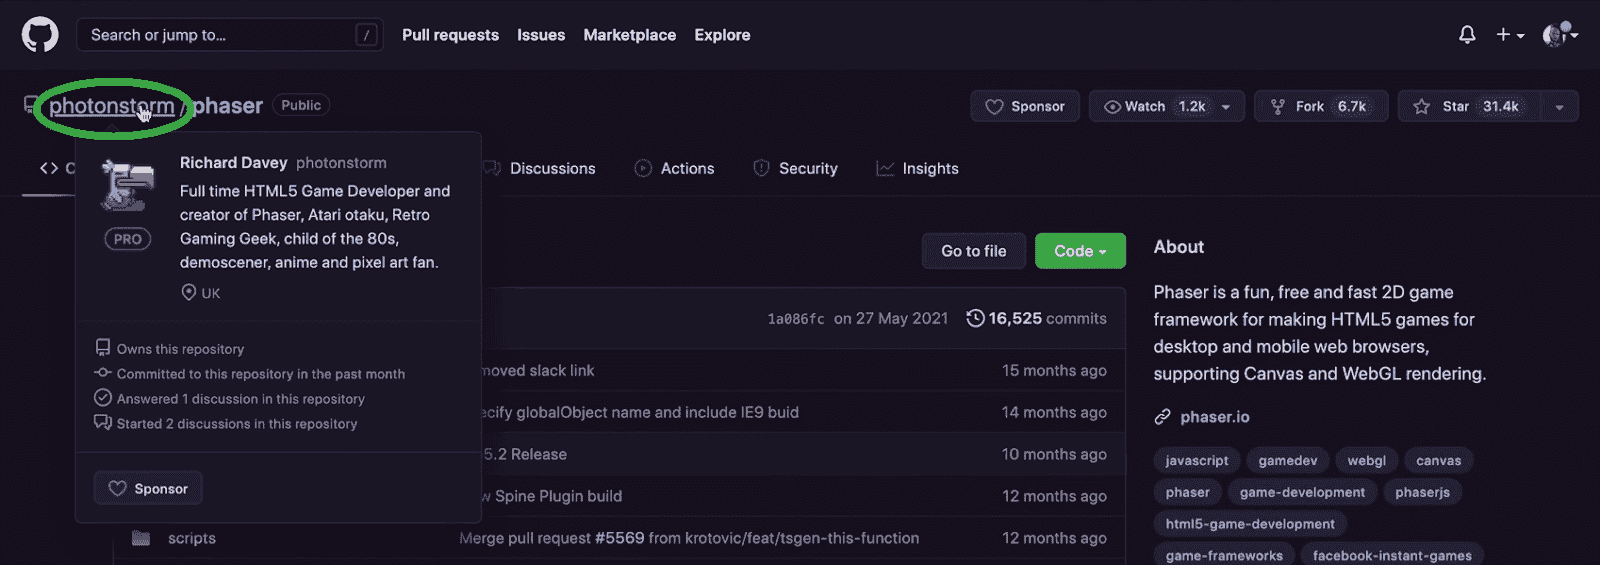 Search or jump to... /
Pull requests Issues Marketplace Explore
photonstorm / phaser Public
Sponsor Watch 1.2k Fork 6.7k Star 31.4k
Discussions Actions Security Insights
Richard Davey photonstorm
Full time HTML5 Game Developer and
creator of Phaser, Atari otaku, Retro
Gaming Geek, child of the 80s,
demoscener, anime and pixel art fan.
PRO
UK
Owns this repository
Committed to this repository in the past month
Answered 1 discussion in this repository
Started 2 discussions in this repository
Sponsor
Go to file Code
1a086fc on 27 May 2021 16,525 commits
moved slack link 15 months ago
ecify globalObject name and include IE9 buid 14 months ago
5.2 Release 10 months ago
w Spine Plugin build 12 months ago
scripts Merge pull request #5569 from krotovic/feat/tsgen-this-function 12 months ago
About
Phaser is a fun, free and fast 2D game
framework for making HTML5 games for
desktop and mobile web browsers,
supporting Canvas and WebGL rendering.
phaser.io
javascript gamedev webgl canvas
phaser game-development phaserjs
html5-game-development
game-frameworks facebook-instant-games